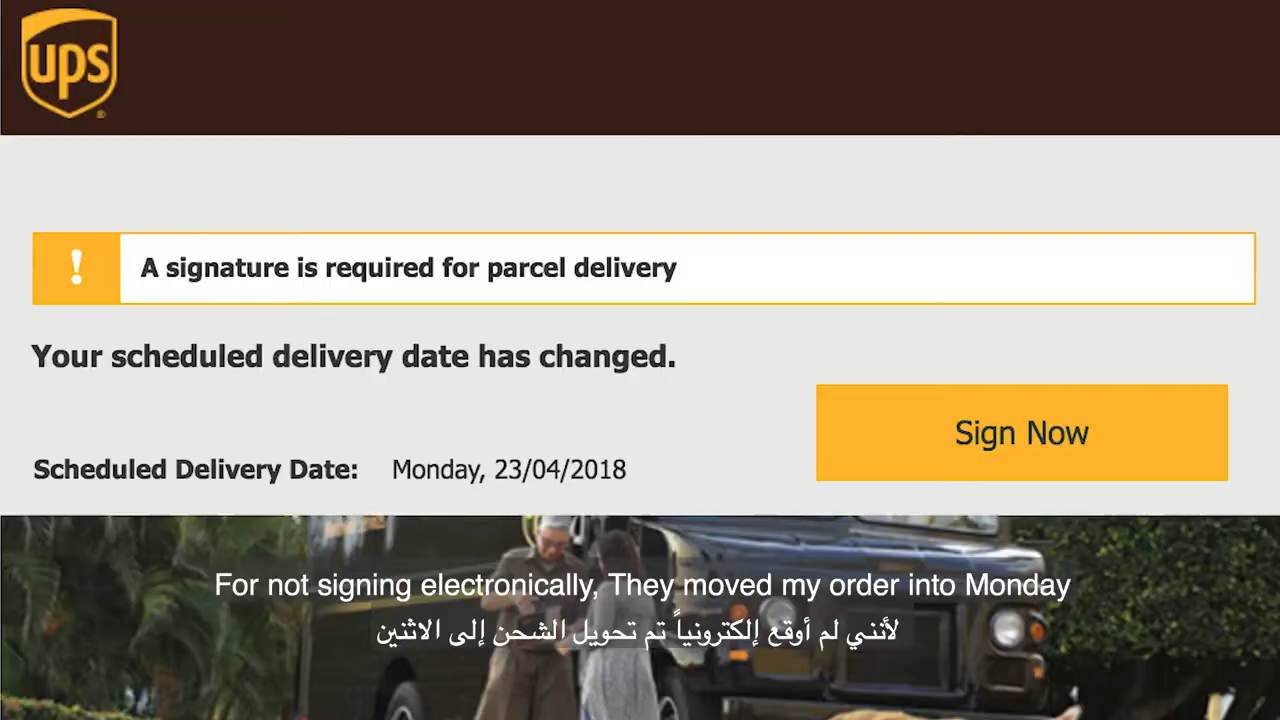 ups
!
A signature is required for parcel delivery
Your scheduled delivery date has changed.
Sign Now
Scheduled Delivery Date: Monday, 23/04/2018
For not signing electronically, They moved my order into Monday
لأنني لم أوقع إلكترونياً تم تحويل الشحن إلى الاثنين